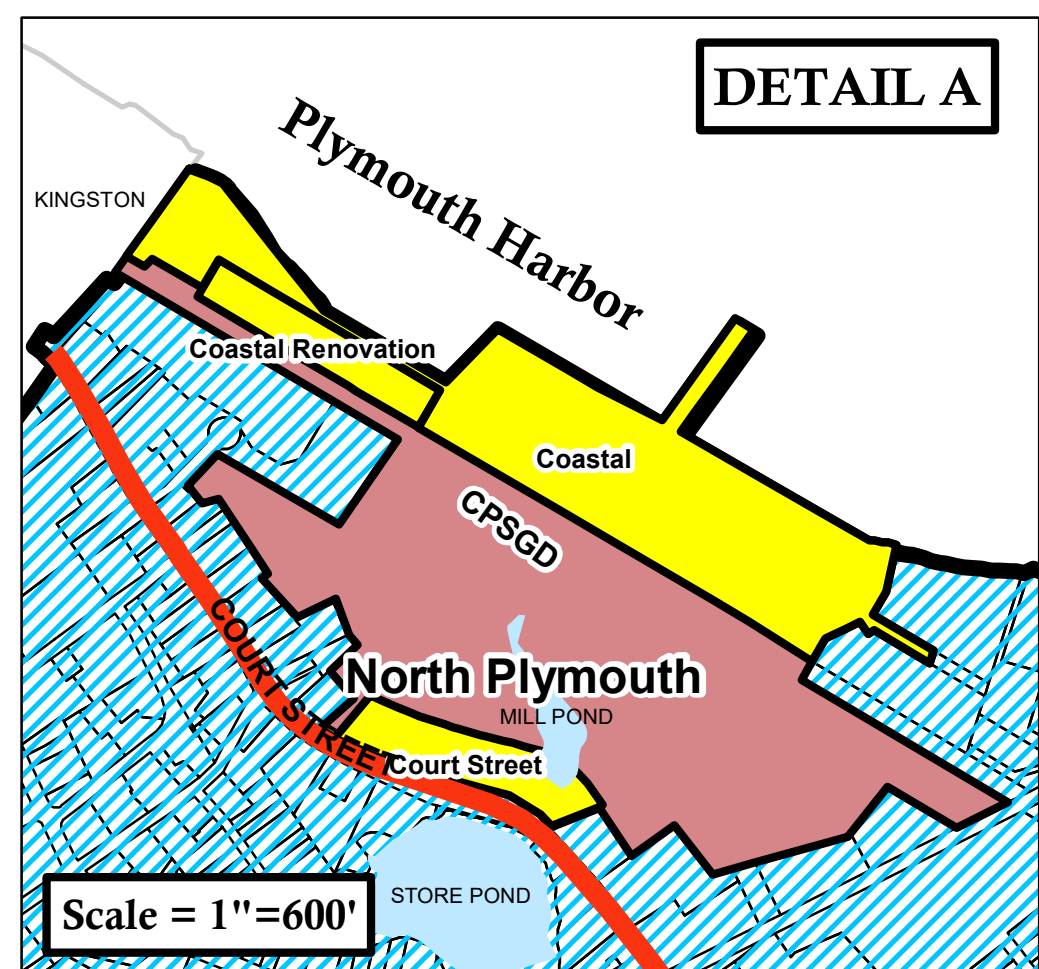 DETAIL A
Plymouth Harbor
KINGSTON
Coastal Renovation
Coastal
CPSGD
COURT STREET
North Plymouth
MILL POND
Court Street
STORE POND
Scale = 1"=600'